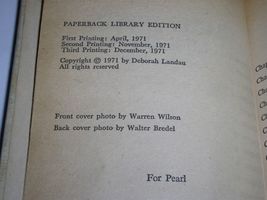 PAPERBACK LIBRARY EDITION
First Printing: April, 1971
Second Printing: November, 1971
Third Printing: December, 1971
Copyright © 1971 by Deborah Landau
All rights reserved
Front cover photo by Warren Wilson
Back cover photo by Walter Bredel
For Pearl